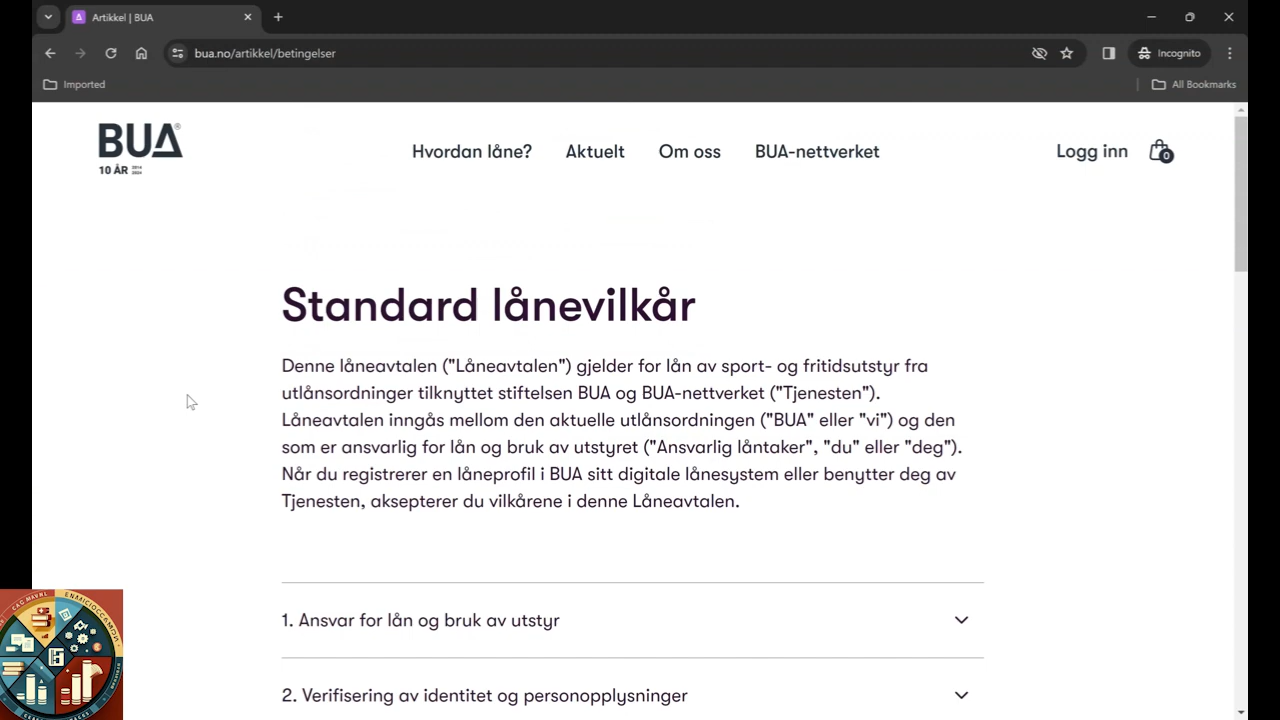 Artikkel | BUA
bua.no/artikkel/betingelser
Incognito
Imported
All Bookmarks
BUA®
10 ÅR 2014 2024
Hvordan låne?
Aktuelt
Om oss
BUA-nettverket
Logg inn
0
Standard lånevilkår
Denne låneavtalen ("Låneavtalen") gjelder for lån av sport- og fritidsutstyr fra
utlånsordninger tilknyttet stiftelsen BUA og BUA-nettverket ("Tjenesten").
Låneavtalen inngås mellom den aktuelle utlånsordningen ("BUA" eller "vi") og den
som er ansvarlig for lån og bruk av utstyret ("Ansvarlig låntaker", "du" eller "deg").
Når du registrerer en låneprofil i BUA sitt digitale lånesystem eller benytter deg av
Tjenesten, aksepterer du vilkårene i denne Låneavtalen.
1. Ansvar for lån og bruk av utstyr
2. Verifisering av identitet og personopplysninger